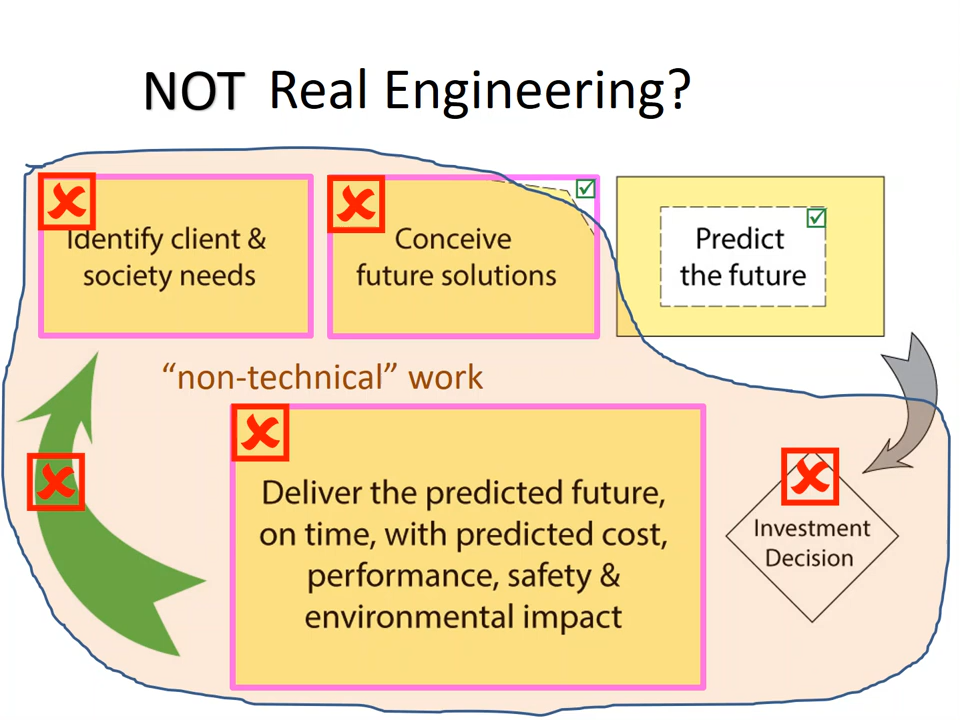 NOT Real Engineering?
Identify client &
society needs
Conceive
future solutions
Predict
the future
“non-technical” work
Deliver the predicted future,
on time, with predicted cost,
performance, safety &
environmental impact
Investment
Decision